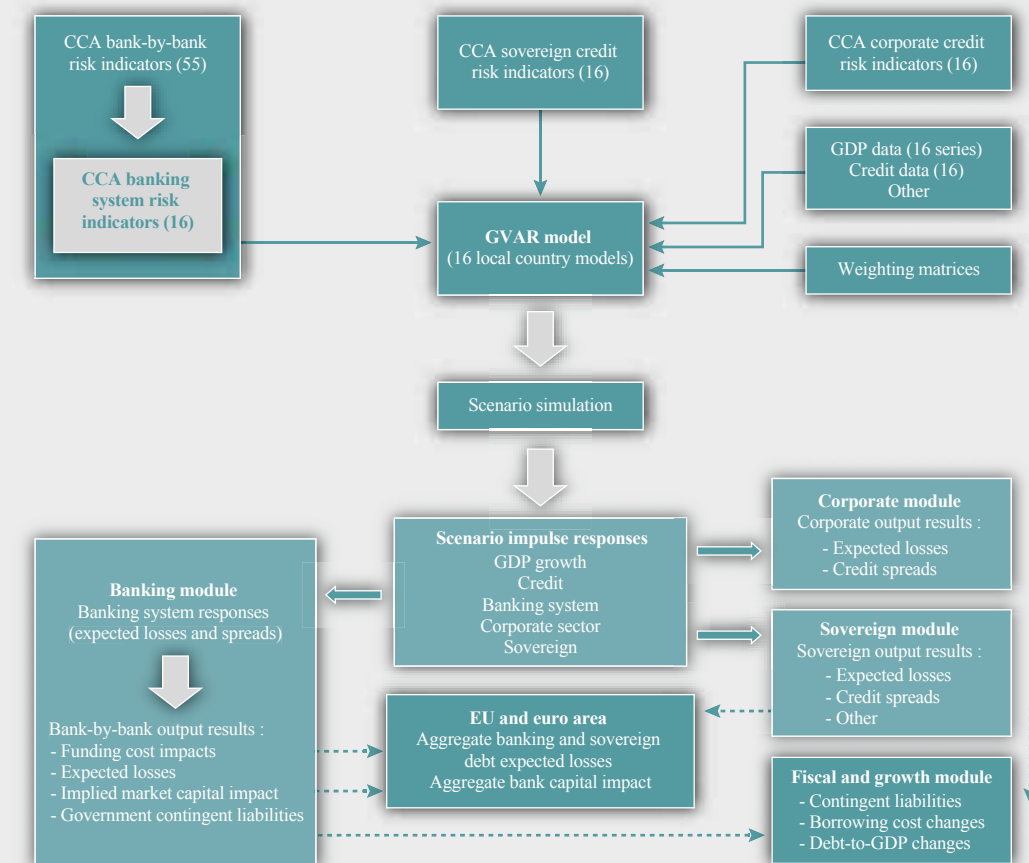 CCA bank-by-bank
risk indicators (55)
CCA banking
system risk
indicators (16)
CCA sovereign credit
risk indicators (16)
CCA corporate credit
risk indicators (16)
GDP data (16 series)
Credit data (16)
Other
GVAR model
(16 local country models)
Weighting matrices
Scenario simulation
Scenario impulse responses
GDP growth
Credit
Banking system
Corporate sector
Sovereign
Corporate module
Corporate output results :
- Expected losses
- Credit spreads
Banking module
Banking system responses
(expected losses and spreads)
Bank-by-bank output results :
- Funding cost impacts
- Expected losses
- Implied market capital impact
- Government contingent liabilities
Sovereign module
Sovereign output results :
- Expected losses
- Credit spreads
- Other
EU and euro area
Aggregate banking and sovereign
debt expected losses
Aggregate bank capital impact
Fiscal and growth module
- Contingent liabilities
- Borrowing cost changes
- Debt-to-GDP changes